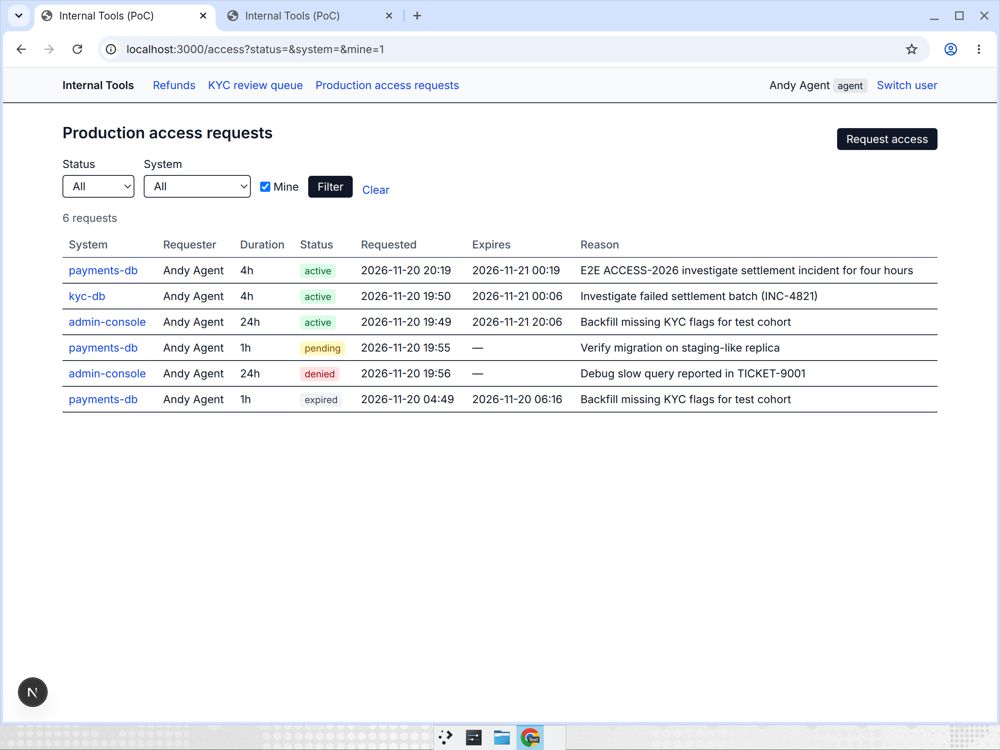 Internal Tools (PoC)
Internal Tools (PoC)
localhost:3000/access?status=&system=&mine=1
Internal Tools Refunds KYC review queue Production access requests Andy Agent agent Switch user
Production access requests
Request access
Status System
All All Mine Filter Clear
6 requests
System Requester Duration Status Requested Expires Reason
payments-db Andy Agent 4h active 2026-11-20 20:19 2026-11-21 00:19 E2E ACCESS-2026 investigate settlement incident for four hours
kyc-db Andy Agent 4h active 2026-11-20 19:50 2026-11-21 00:06 Investigate failed settlement batch (INC-4821)
admin-console Andy Agent 24h active 2026-11-20 19:49 2026-11-21 20:06 Backfill missing KYC flags for test cohort
payments-db Andy Agent 1h pending 2026-11-20 19:55 — Verify migration on staging-like replica
admin-console Andy Agent 24h denied 2026-11-20 19:56 — Debug slow query reported in TICKET-9001
payments-db Andy Agent 1h expired 2026-11-20 04:49 2026-11-20 06:16 Backfill missing KYC flags for test cohort
N